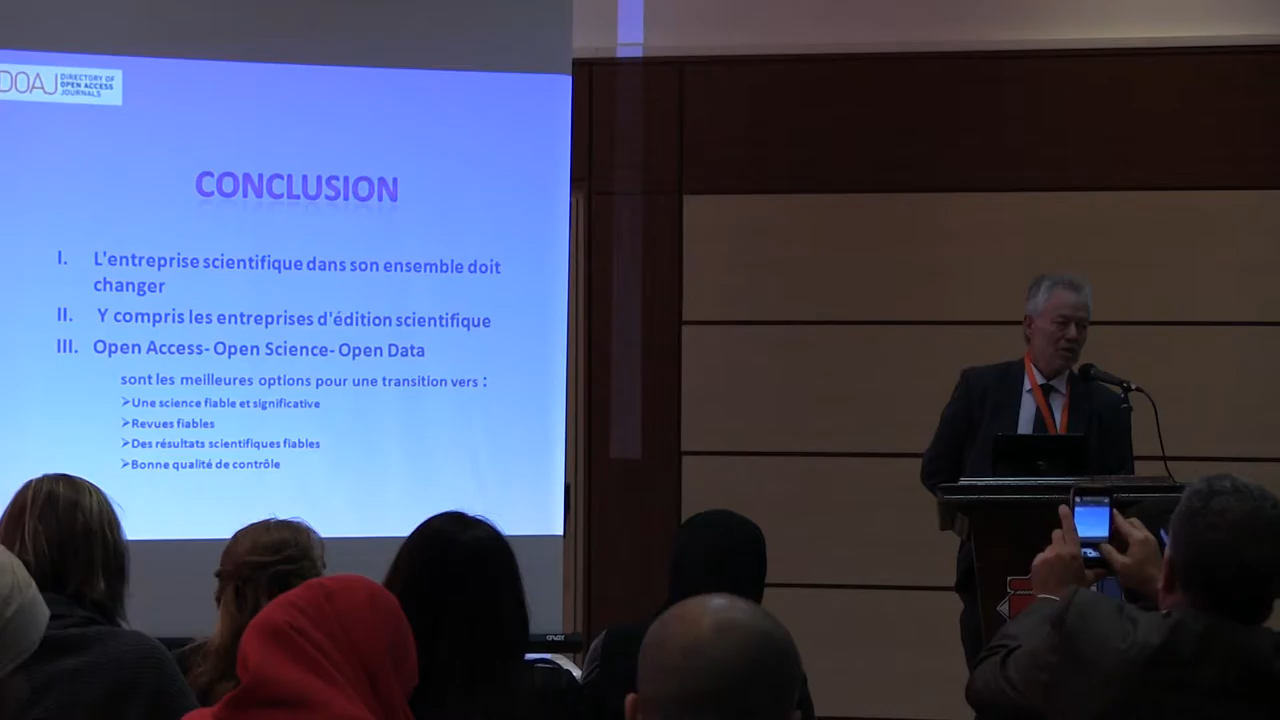 DOAJ
DIRECTORY OF
OPEN ACCESS
JOURNALS
CONCLUSION
I. L'entreprise scientifique dans son ensemble doit
changer
II. Y compris les entreprises d'édition scientifique
III. Open Access- Open Science- Open Data
sont les meilleures options pour une transition vers :
➢Une science fiable et significative
➢Revues fiables
➢Des résultats scientifiques fiables
➢Bonne qualité de contrôle